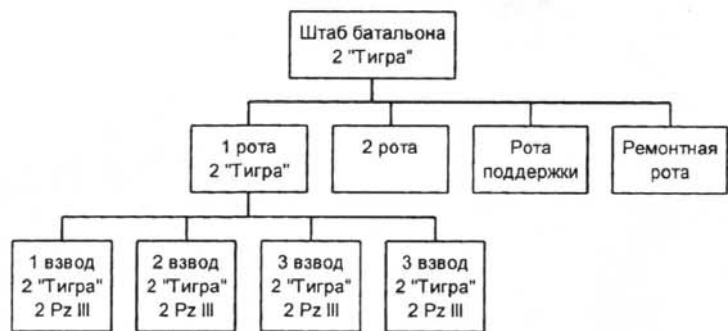 Штаб батальона
2 "Тигра"
1 рота
2 "Тигра"
2 рота
Рота
поддержки
Ремонтная
рота
1 взвод
2 "Тигра"
2 Pz III
2 взвод
2 "Тигра"
2 Pz III
3 взвод
2 "Тигра"
2 Pz III
3 взвод
2 "Тигра"
2 Pz III